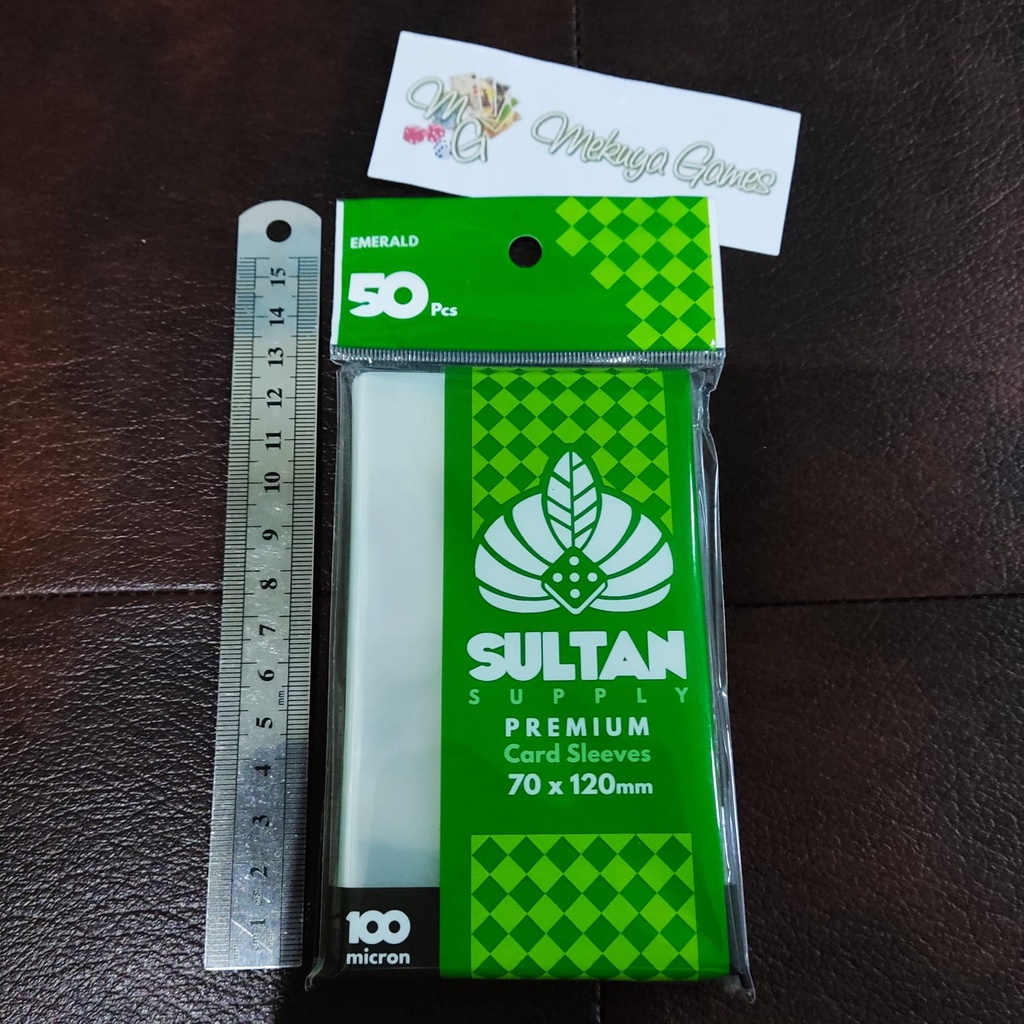 MG
Mekuya Games
EMERALD
50 Pcs
15
14
13
12
11
10
9
8
7
6
mm
5
4
3
2
1
SULTAN
SUPPLY
PREMIUM
Card Sleeves
70 x 120mm
100
micron